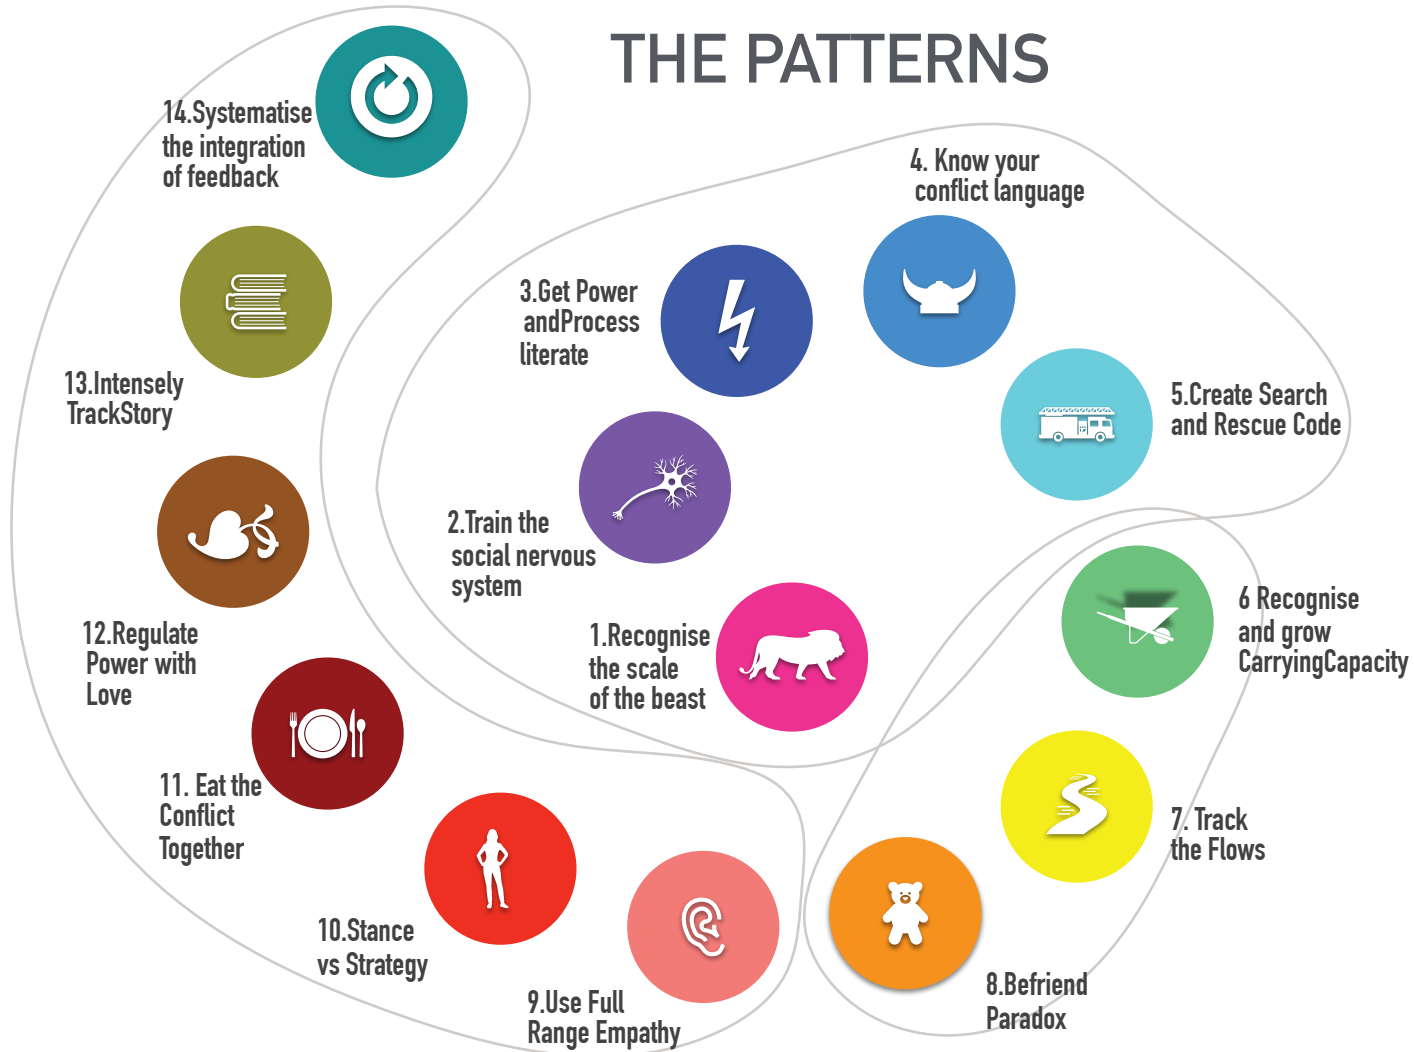 THE PATTERNS
1.Recognise
the scale
of the beast
2.Train the
social nervous
system
3.Get Power
andProcess
literate
4. Know your
conflict language
5.Create Search
and Rescue Code
6 Recognise
and grow
CarryingCapacity
7. Track
the Flows
8.Befriend
Paradox
9.Use Full
Range Empathy
10.Stance
vs Strategy
11. Eat the
Conflict
Together
12.Regulate
Power with
Love
13.Intensely
TrackStory
14.Systematise
the integration
of feedback